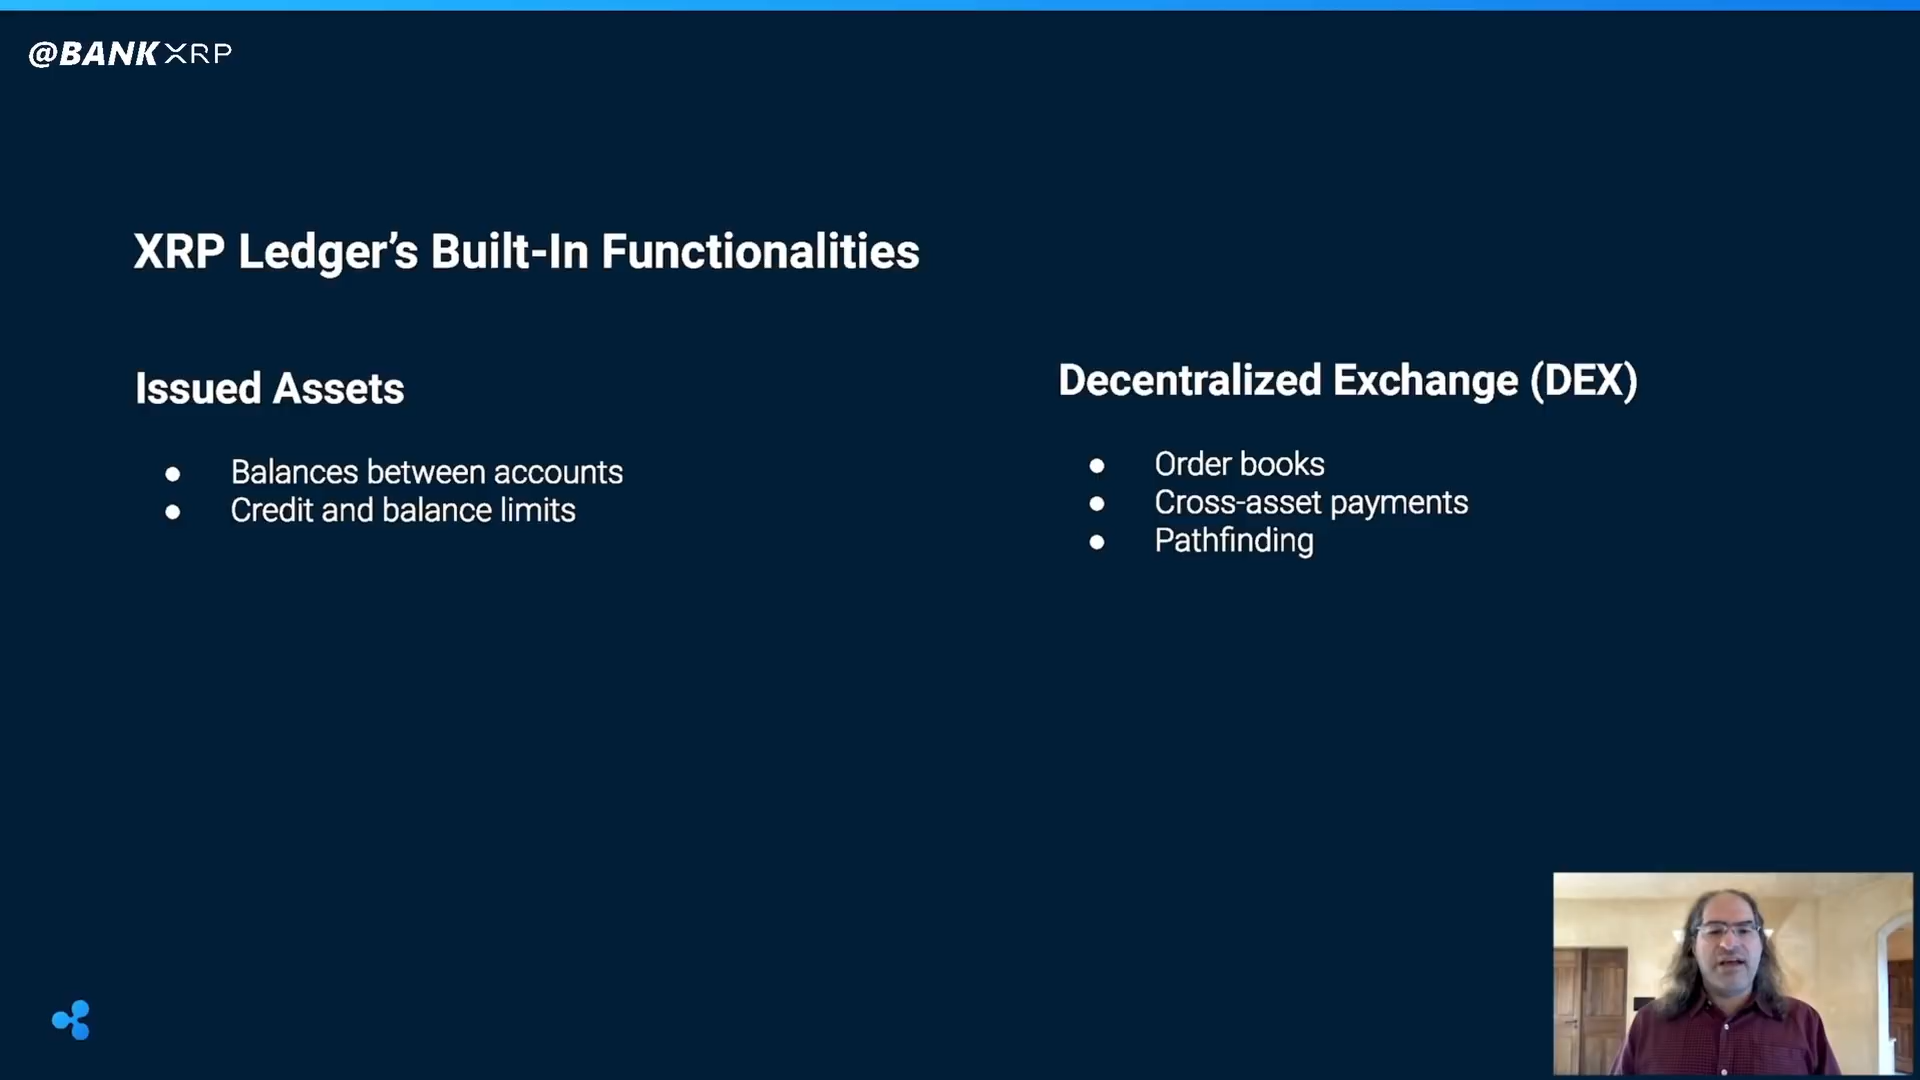 @BANKXRP
XRP Ledger’s Built-In Functionalities
Issued Assets
● Balances between accounts
● Credit and balance limits
Decentralized Exchange (DEX)
● Order books
● Cross-asset payments
● Pathfinding